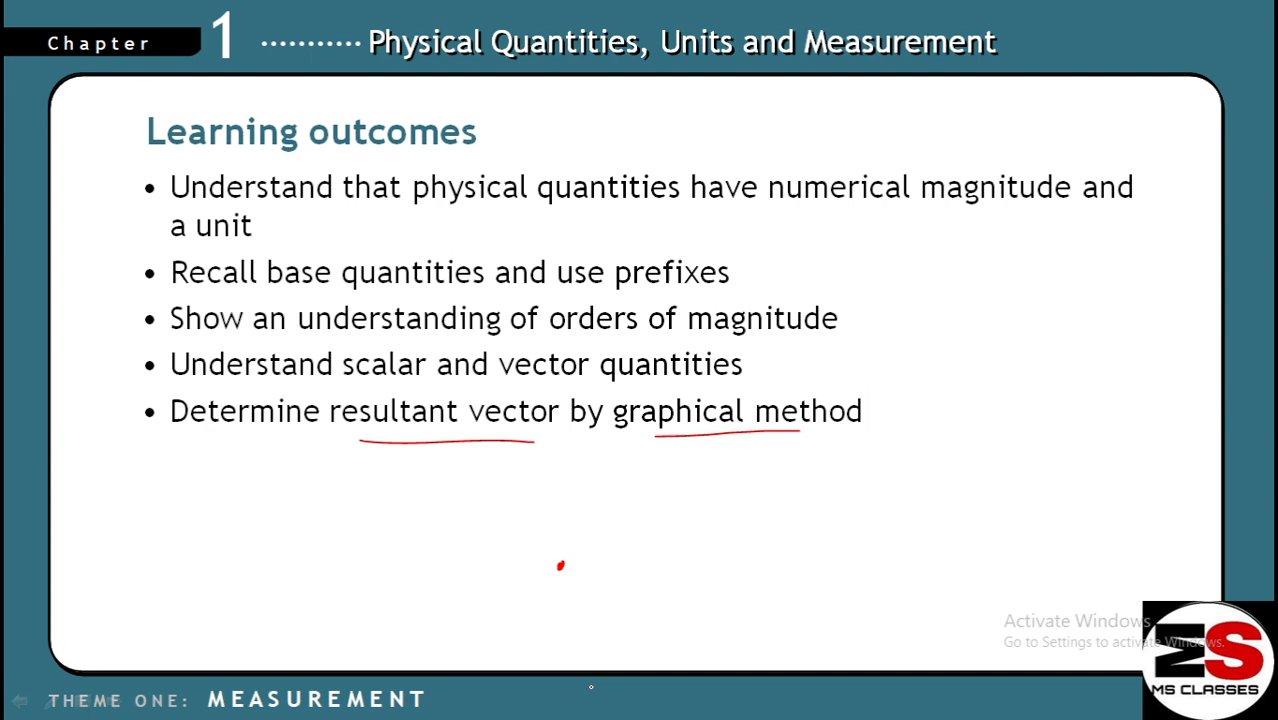 Chapter 1 ........... Physical Quantities, Units and Measurement
Learning outcomes
• Understand that physical quantities have numerical magnitude and
a unit
• Recall base quantities and use prefixes
• Show an understanding of orders of magnitude
• Understand scalar and vector quantities
• Determine resultant vector by graphical method
Activate Windows
Go to Settings to activate Windows.
MS CLASSES
THEME ONE: MEASUREMENT